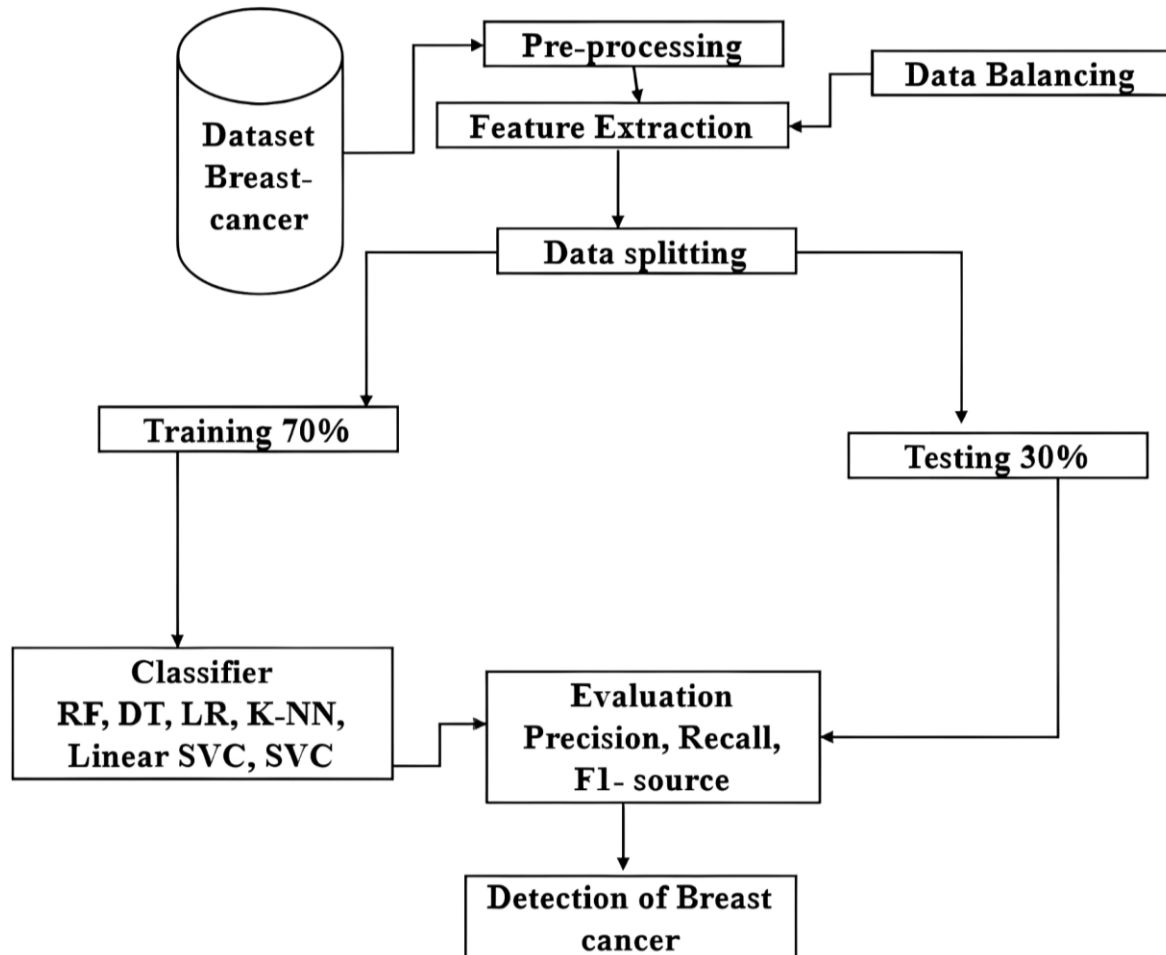 Pre-processing
Data Balancing
Feature Extraction
Dataset
Breast-
cancer
Data splitting
Training 70%
Testing 30%
Classifier
RF, DT, LR, K-NN,
Linear SVC, SVC
Evaluation
Precision, Recall,
F1- source
Detection of Breast
cancer